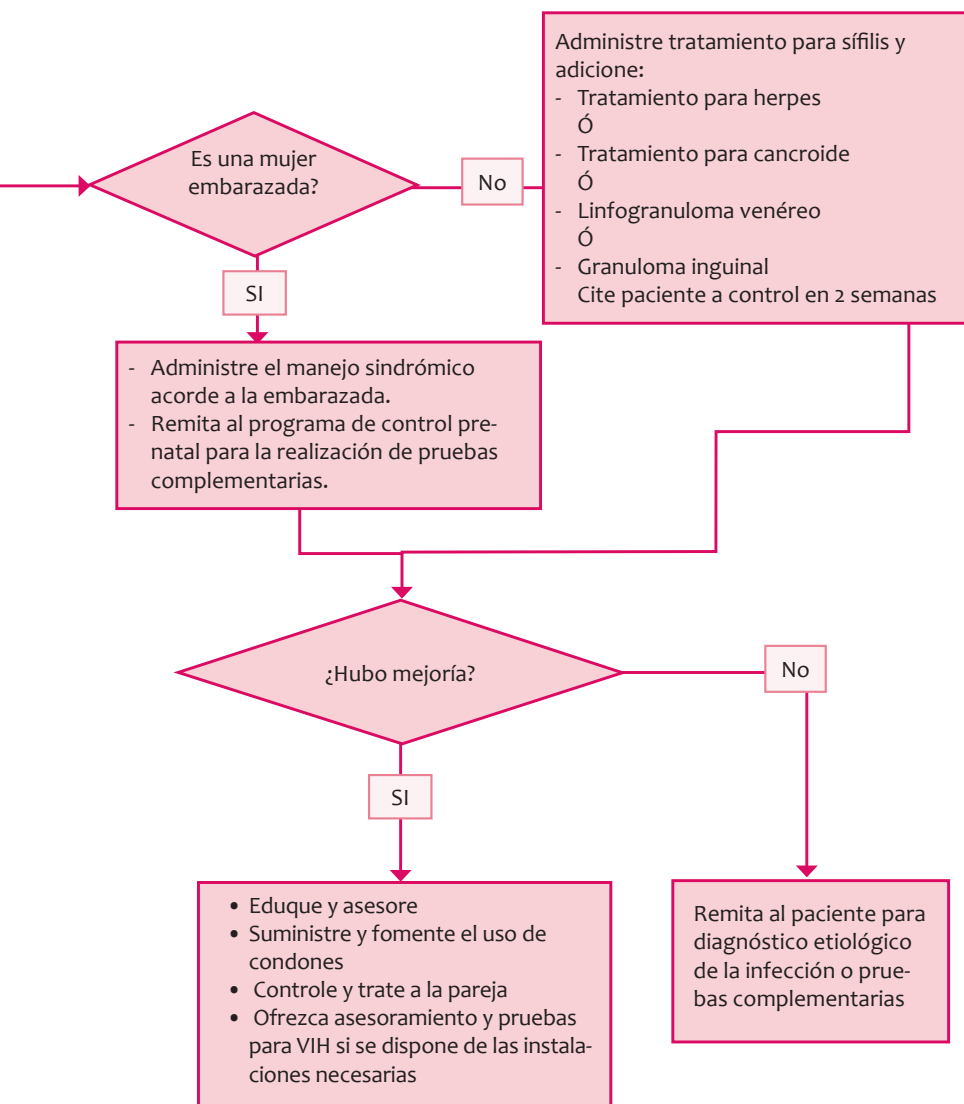 Administre tratamiento para sífilis y
adicione:
- Tratamiento para herpes
Ó
- Tratamiento para cancroide
Ó
- Linfogranuloma venéreo
Ó
- Granuloma inguinal
Cite paciente a control en 2 semanas
Es una mujer
embarazada?
No
SI
- Administre el manejo sindrómico
acorde a la embarazada.
- Remita al programa de control pre-
natal para la realización de pruebas
complementarias.
¿Hubo mejoría?
No
SI
• Eduque y asesore
• Suministre y fomente el uso de
condones
• Controle y trate a la pareja
• Ofrezca asesoramiento y pruebas
para VIH si se dispone de las instala-
ciones necesarias
Remita al paciente para
diagnóstico etiológico
de la infección o prue-
bas complementarias